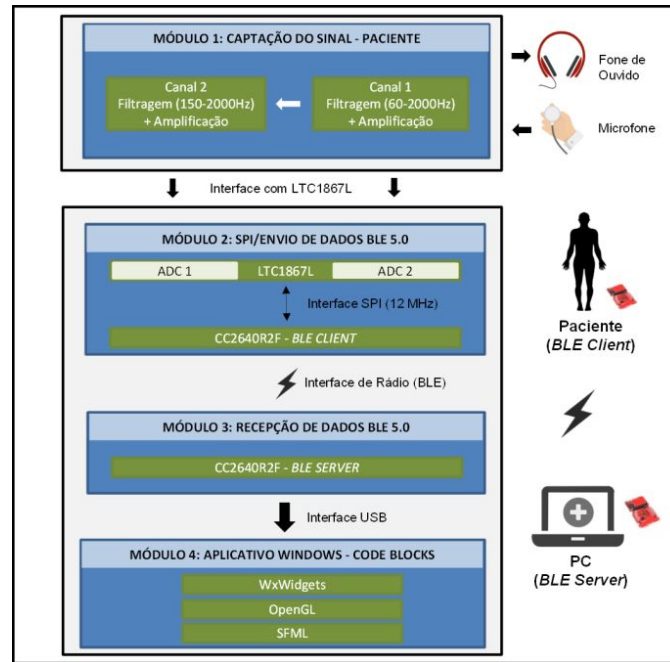 MÓDULO 1: CAPTAÇÃO DO SINAL - PACIENTE
Canal 2
Filtragem (150-2000Hz)
+ Amplificação
Canal 1
Filtragem (60-2000Hz)
+ Amplificação
Fone de
Ouvido
Microfone
Interface com LTC1867L
MÓDULO 2: SPI/ENVIO DE DADOS BLE 5.0
ADC 1
LTC1867L
ADC 2
Interface SPI (12 MHz)
CC2640R2F - BLE CLIENT
Paciente
(BLE Client)
Interface de Rádio (BLE)
MÓDULO 3: RECEPÇÃO DE DADOS BLE 5.0
CC2640R2F - BLE SERVER
Interface USB
PC
(BLE Server)
MÓDULO 4: APLICATIVO WINDOWS - CODE BLOCKS
WxWidgets
OpenGL
SFML